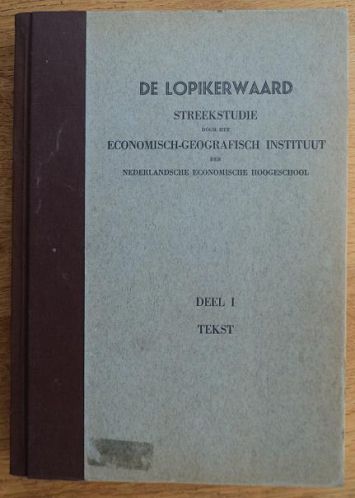 DE LOPIKERWAARD
STREEKSTUDIE
DOOR HET
ECONOMISCH-GEOGRAFISCH INSTITUUT
DER
NEDERLANDSCHE ECONOMISCHE HOOGESCHOOL
DEEL I
TEKST